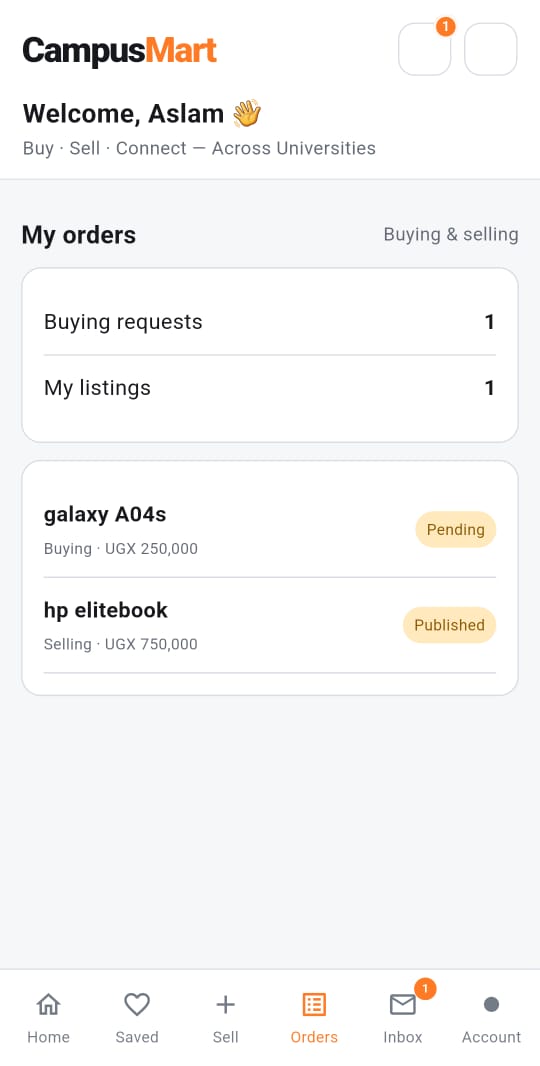 CampusMart
1
Welcome, Aslam 👋
Buy · Sell · Connect — Across Universities
My orders
Buying & selling
Buying requests
1
My listings
1
galaxy A04s
Pending
Buying · UGX 250,000
hp elitebook
Published
Selling · UGX 750,000
1
Home
Saved
Sell
Orders
Inbox
Account